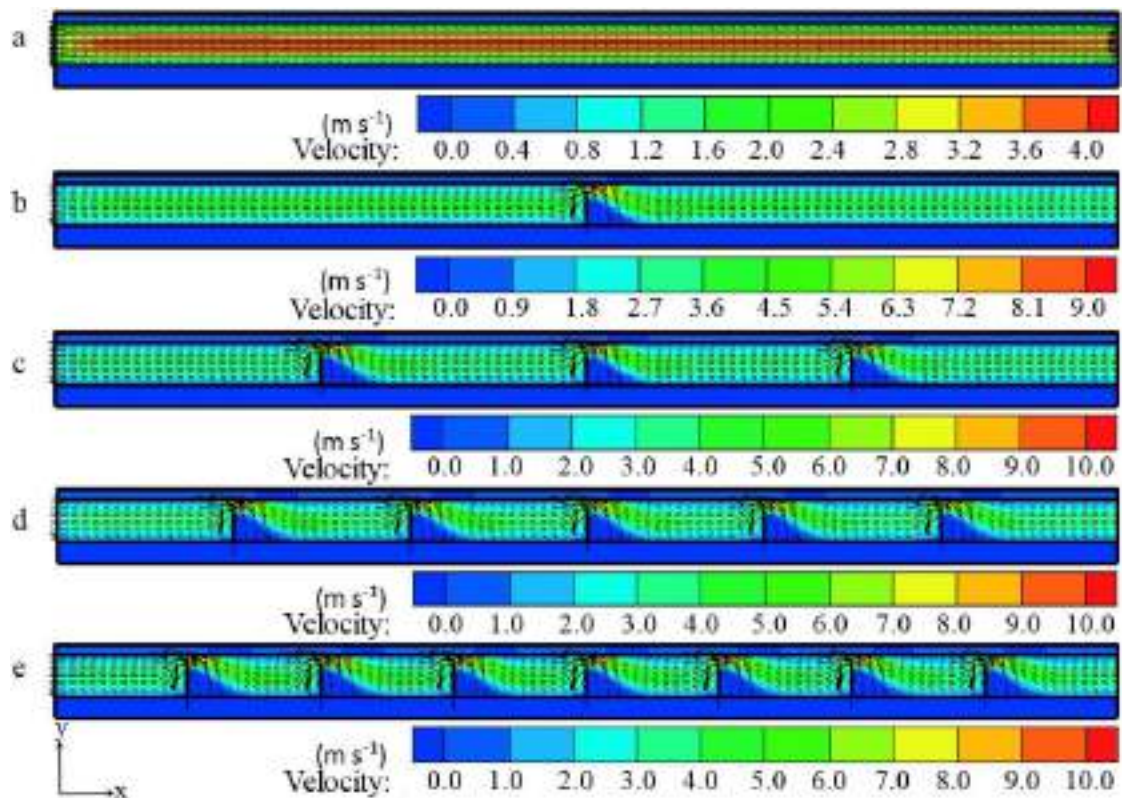 a
(m s⁻¹)
Velocity: 0.0 0.4 0.8 1.2 1.6 2.0 2.4 2.8 3.2 3.6 4.0
b
(m s⁻¹)
Velocity: 0.0 0.9 1.8 2.7 3.6 4.5 5.4 6.3 7.2 8.1 9.0
c
(m s⁻¹)
Velocity: 0.0 1.0 2.0 3.0 4.0 5.0 6.0 7.0 8.0 9.0 10.0
d
(m s⁻¹)
Velocity: 0.0 1.0 2.0 3.0 4.0 5.0 6.0 7.0 8.0 9.0 10.0
e
y
x
(m s⁻¹)
Velocity: 0.0 1.0 2.0 3.0 4.0 5.0 6.0 7.0 8.0 9.0 10.0